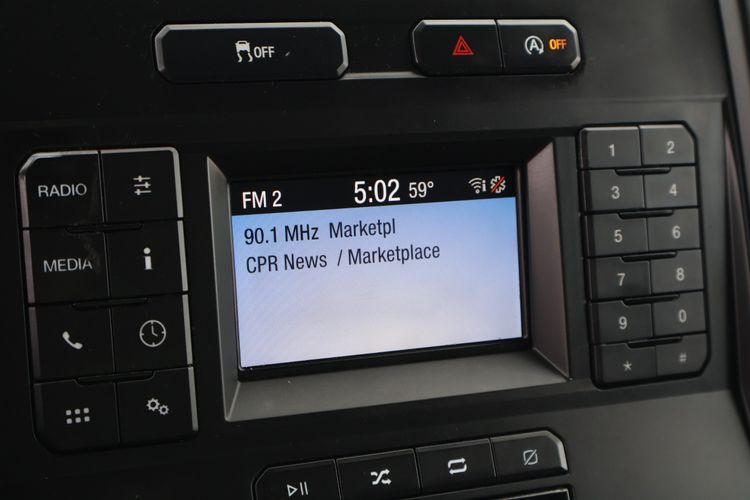 OFF
A OFF
RADIO
MEDIA
FM 2 5:02 59° i
90.1 MHz Marketpl
CPR News / Marketplace
i
1 2
3 4
5 6
7 8
9 0
* #